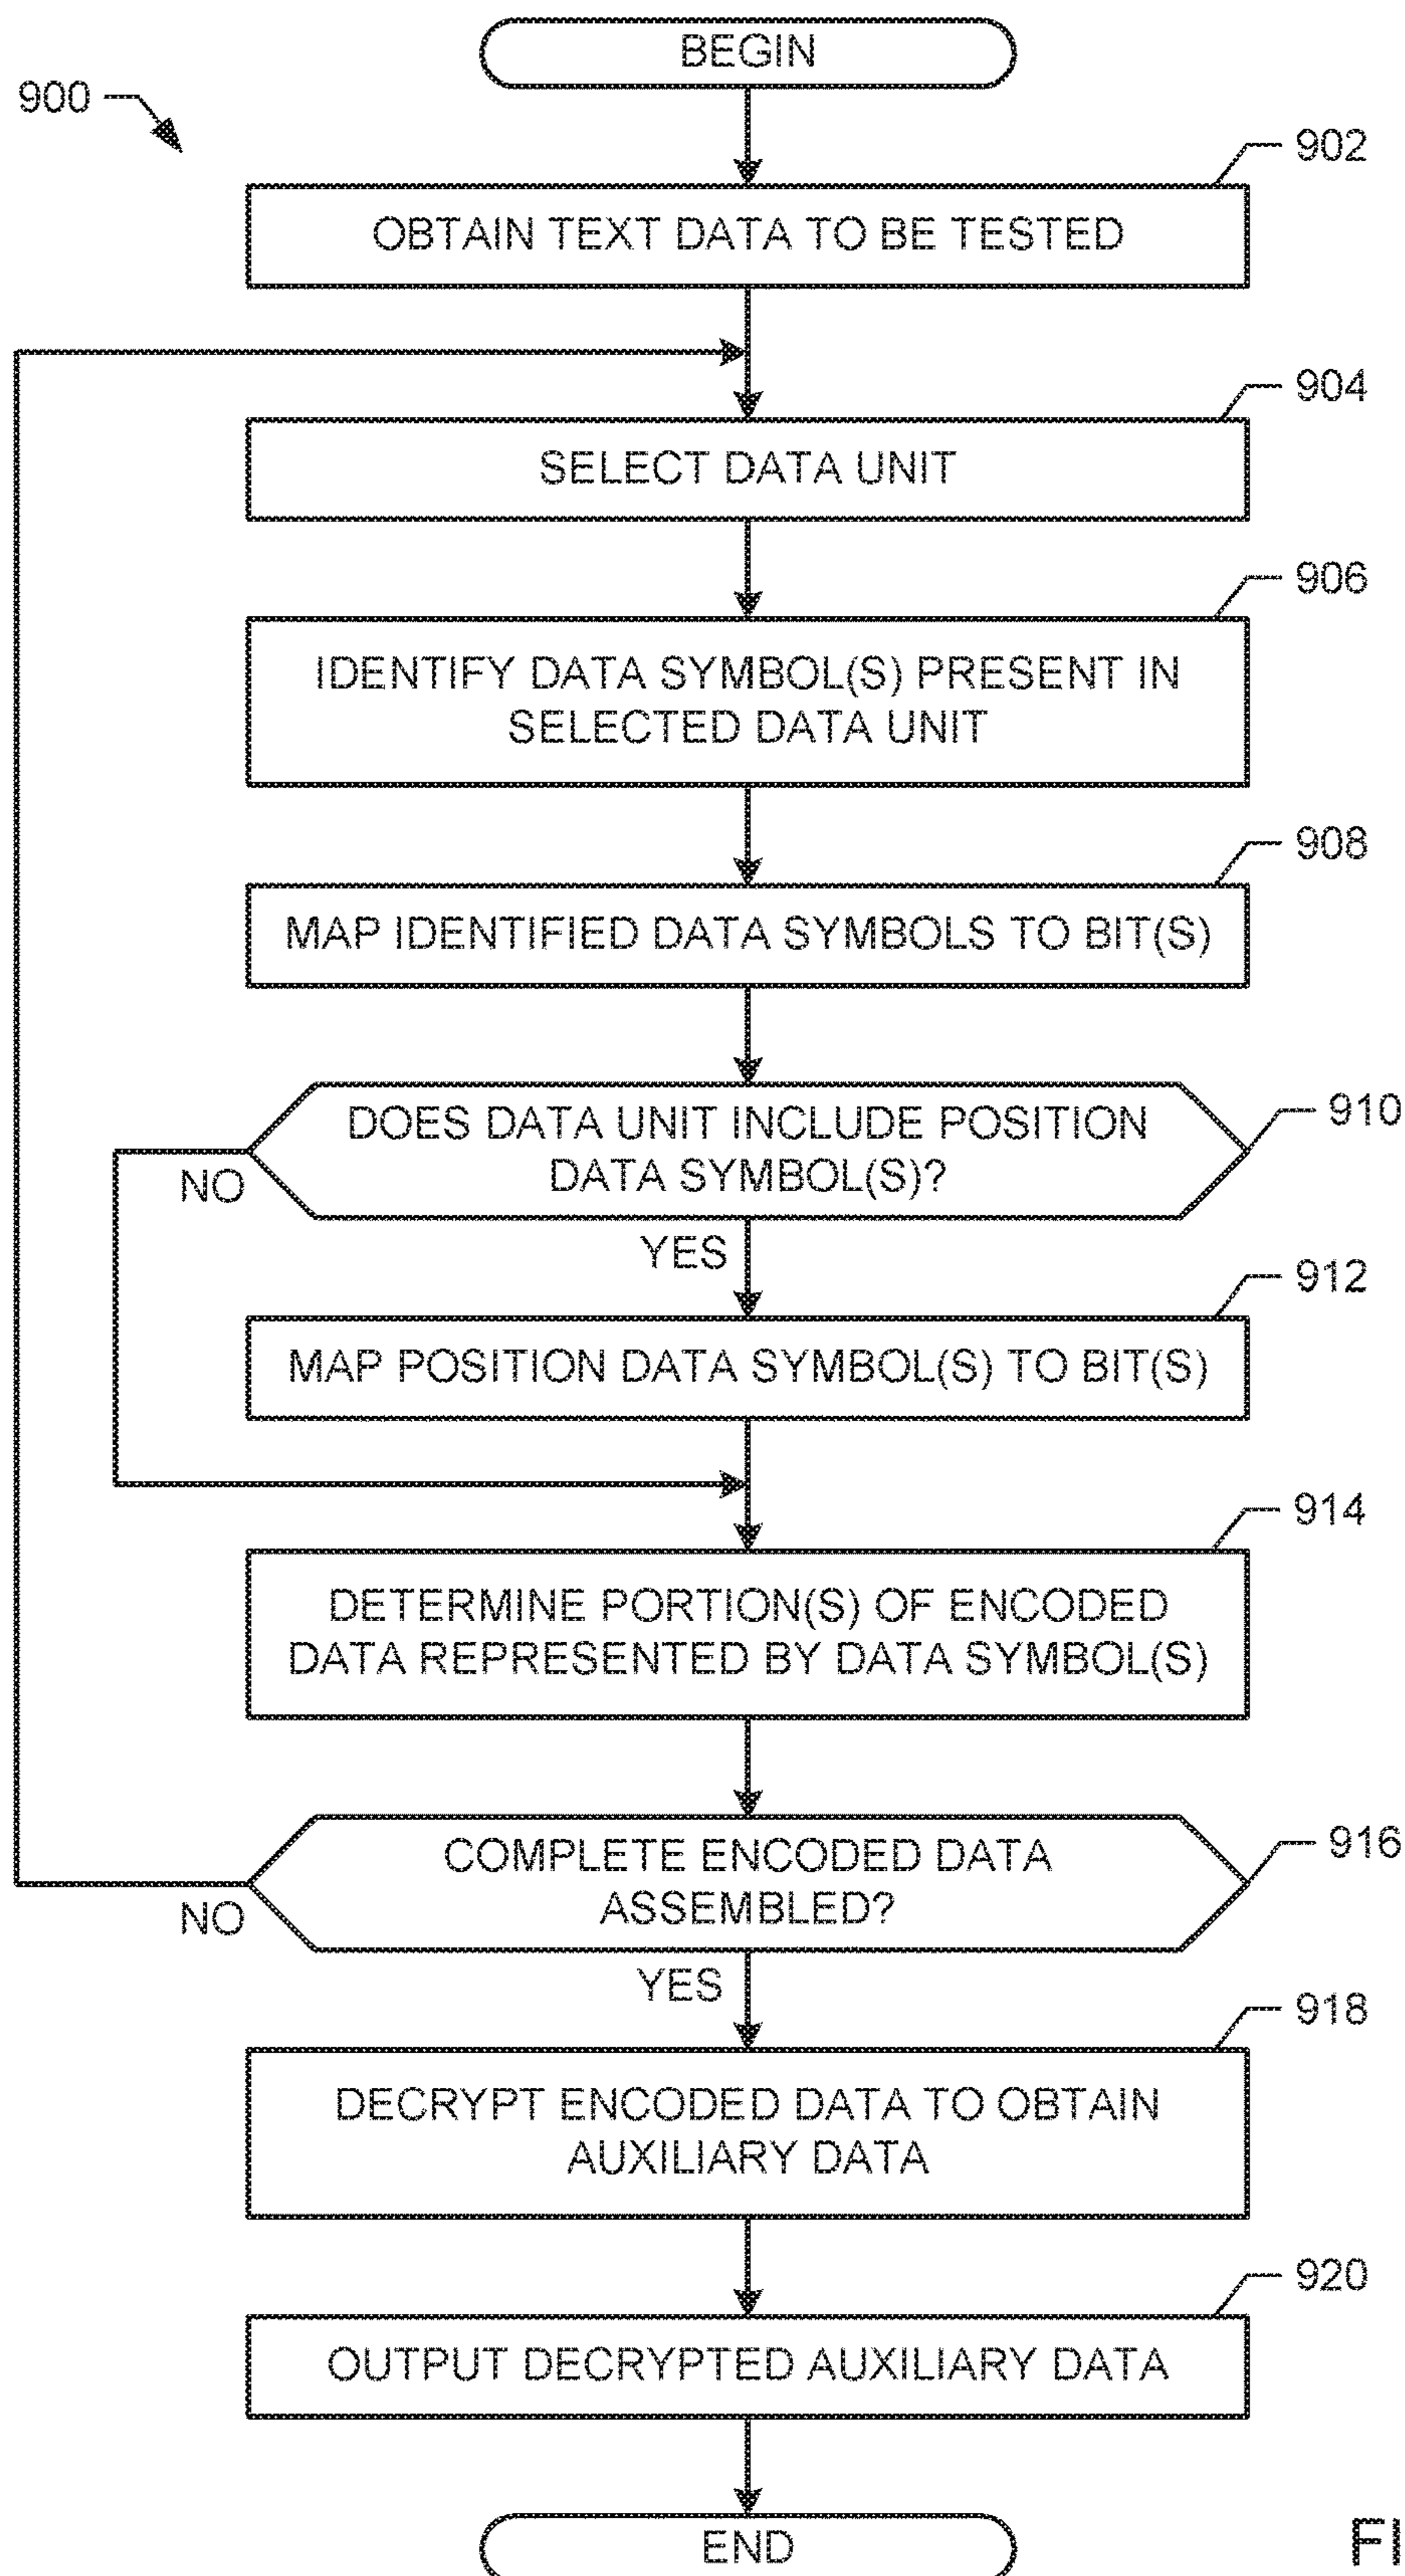 BEGIN
900
902
OBTAIN TEXT DATA TO BE TESTED
904
SELECT DATA UNIT
906
IDENTIFY DATA SYMBOL(S) PRESENT IN
SELECTED DATA UNIT
908
MAP IDENTIFIED DATA SYMBOLS TO BIT(S)
910
DOES DATA UNIT INCLUDE POSITION
DATA SYMBOL(S)?
NO
YES
912
MAP POSITION DATA SYMBOL(S) TO BIT(S)
914
DETERMINE PORTION(S) OF ENCODED
DATA REPRESENTED BY DATA SYMBOL(S)
916
COMPLETE ENCODED DATA
ASSEMBLED?
NO
YES
918
DECRYPT ENCODED DATA TO OBTAIN
AUXILIARY DATA
920
OUTPUT DECRYPTED AUXILIARY DATA
END
FI